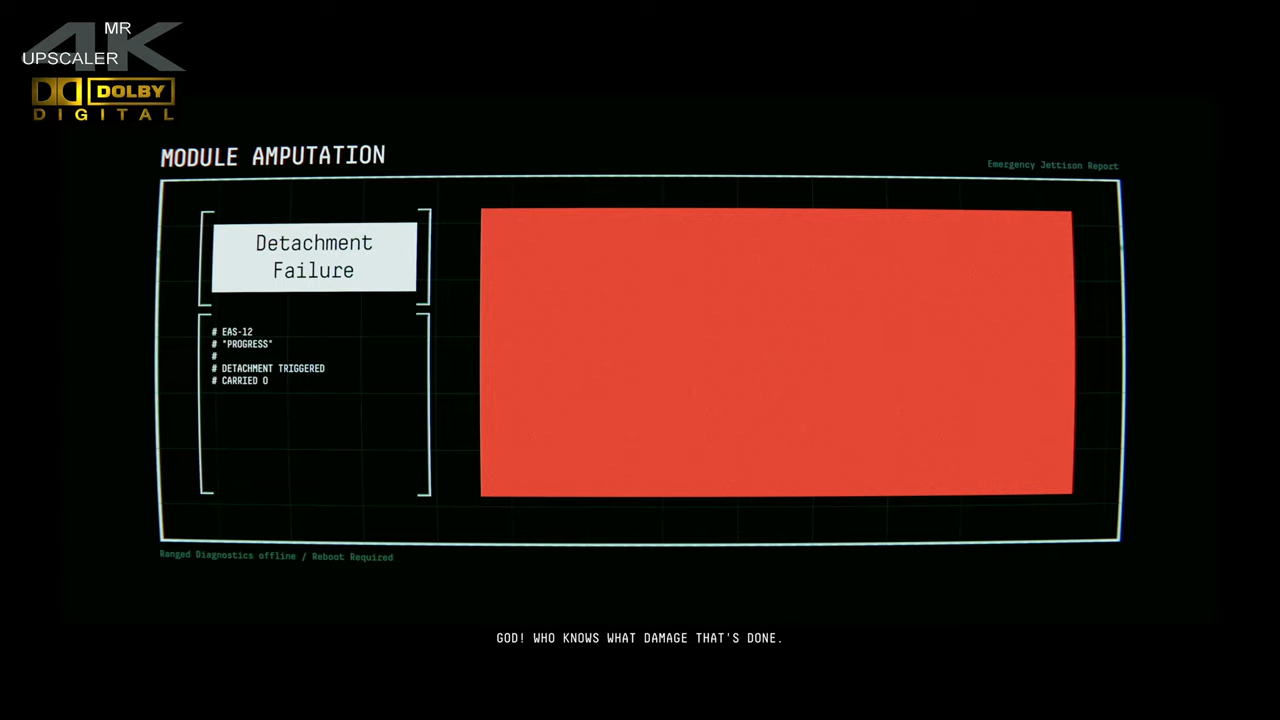 4K
MR
UPSCALER
DOLBY
DIGITAL
MODULE AMPUTATION
Emergency Jettison Report
Detachment
Failure
# EAS-12
# "PROGRESS"
#
# DETACHMENT TRIGGERED
# CARRIED O
Ranged Diagnostics offline / Reboot Required
GOD! WHO KNOWS WHAT DAMAGE THAT'S DONE.